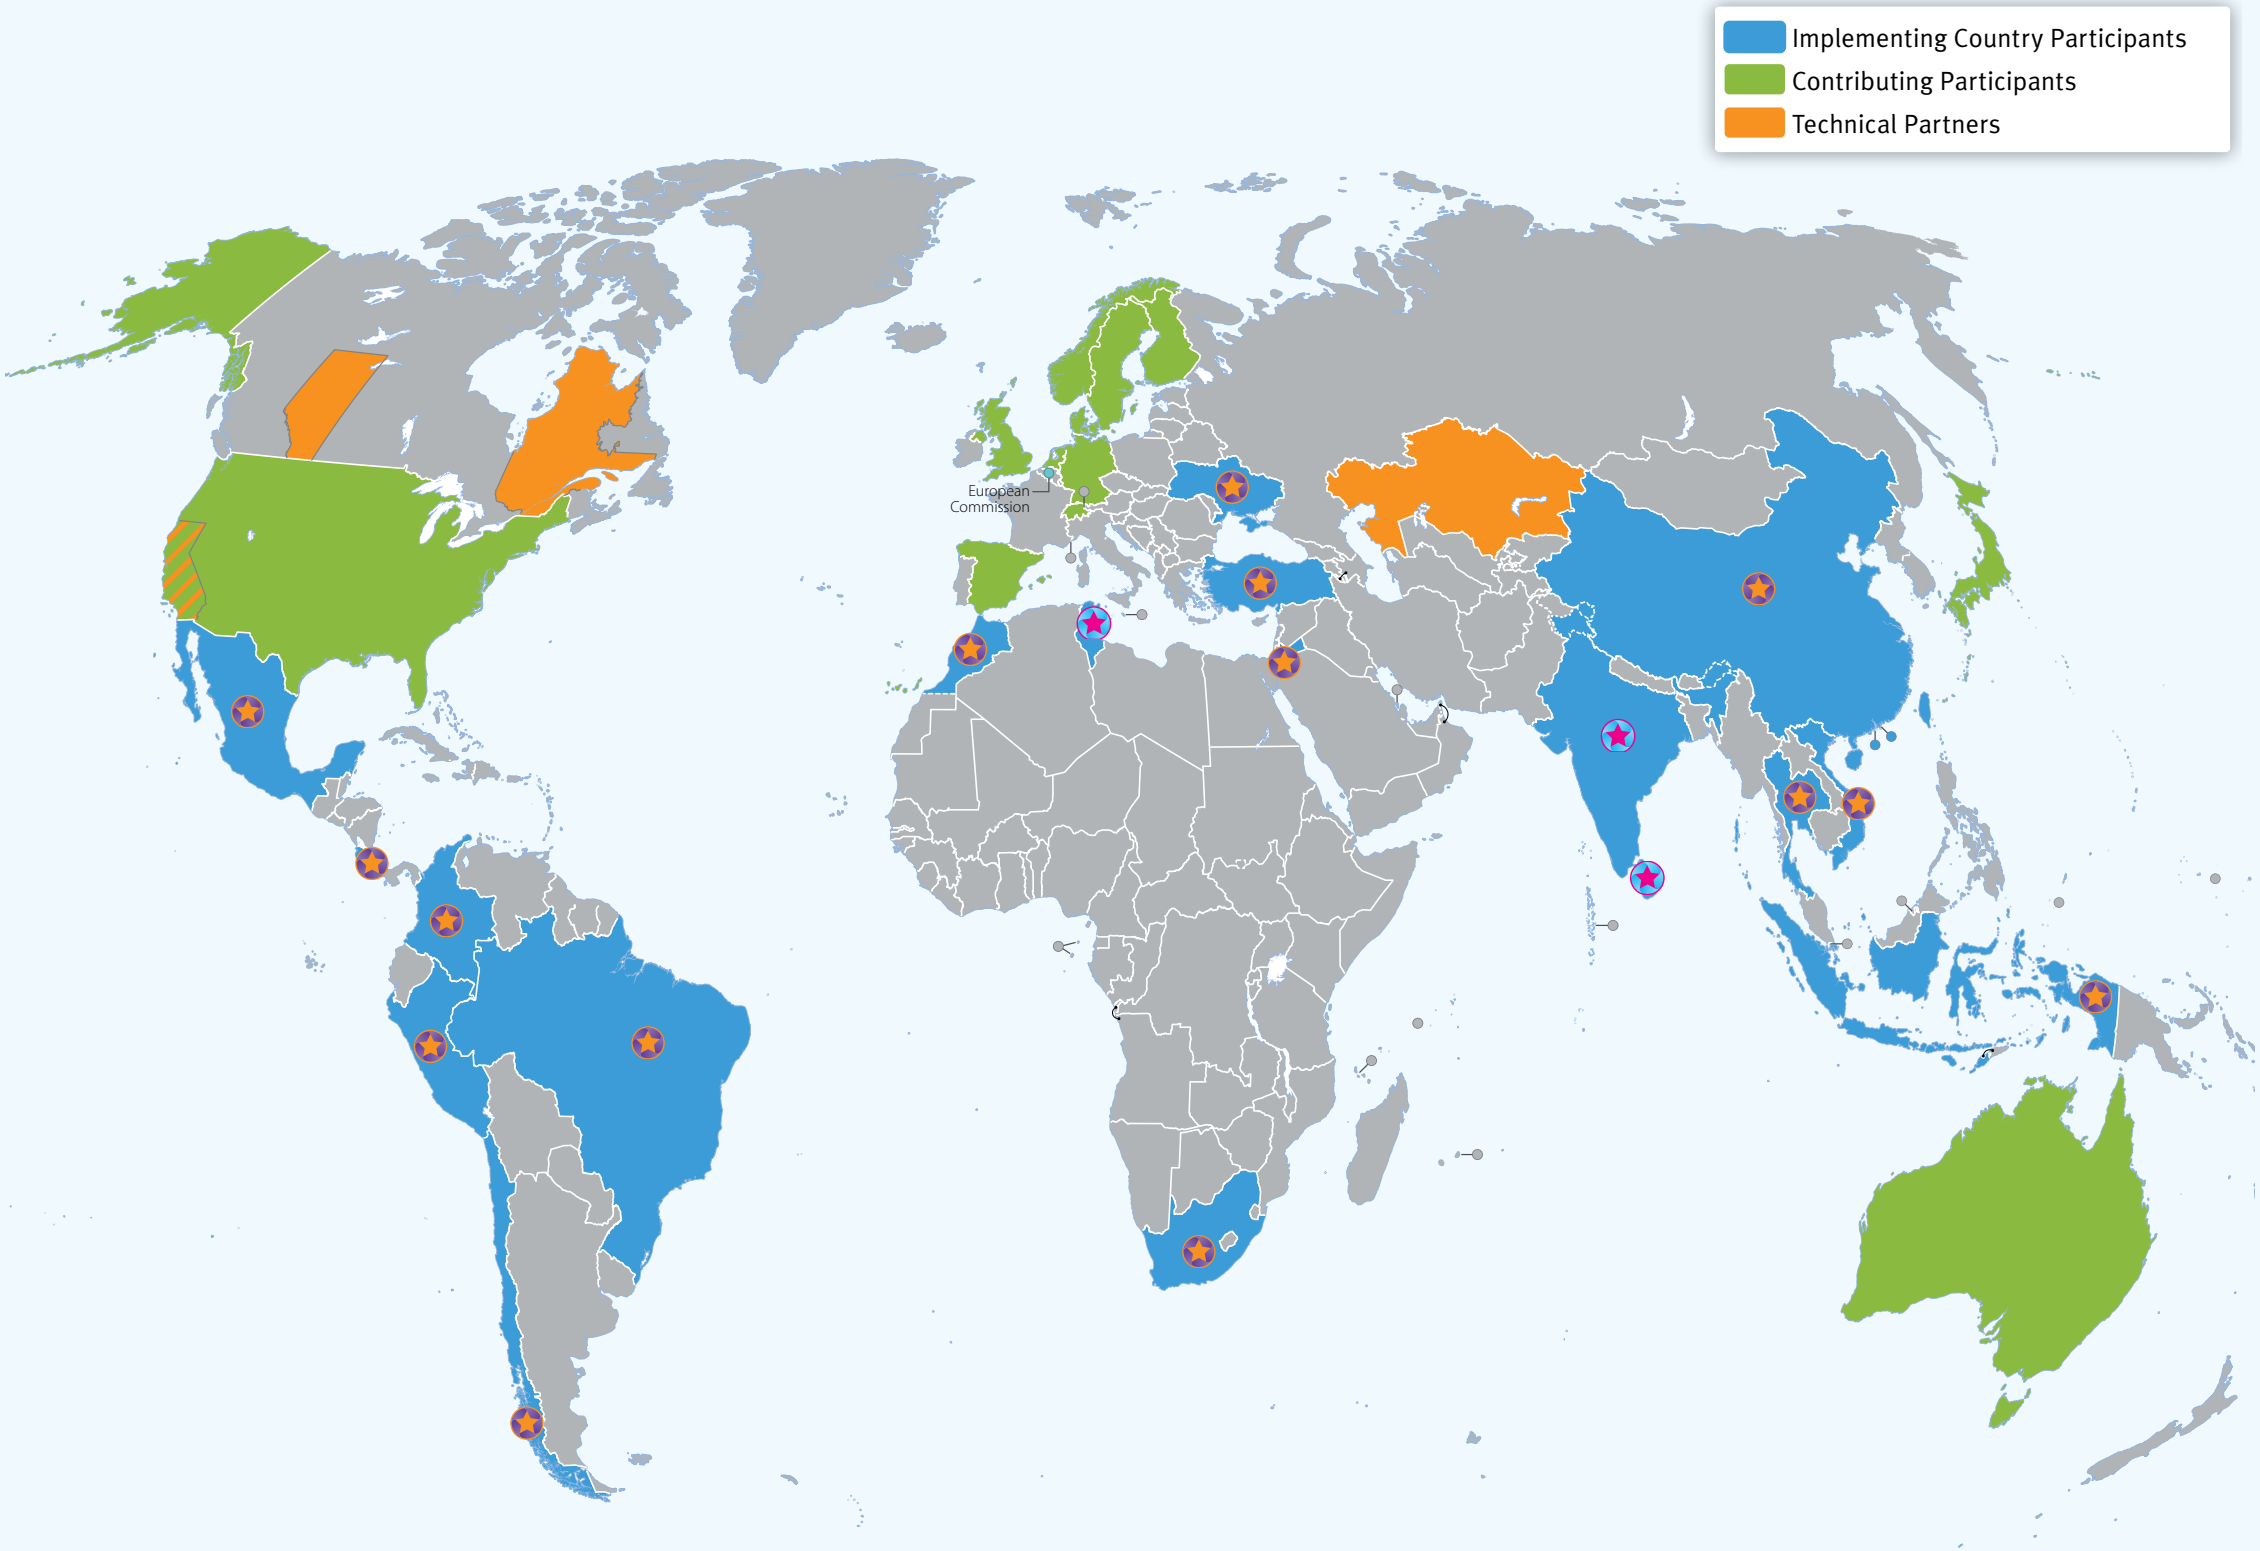 Implementing Country Participants
Contributing Participants
Technical Partners
European
Commission